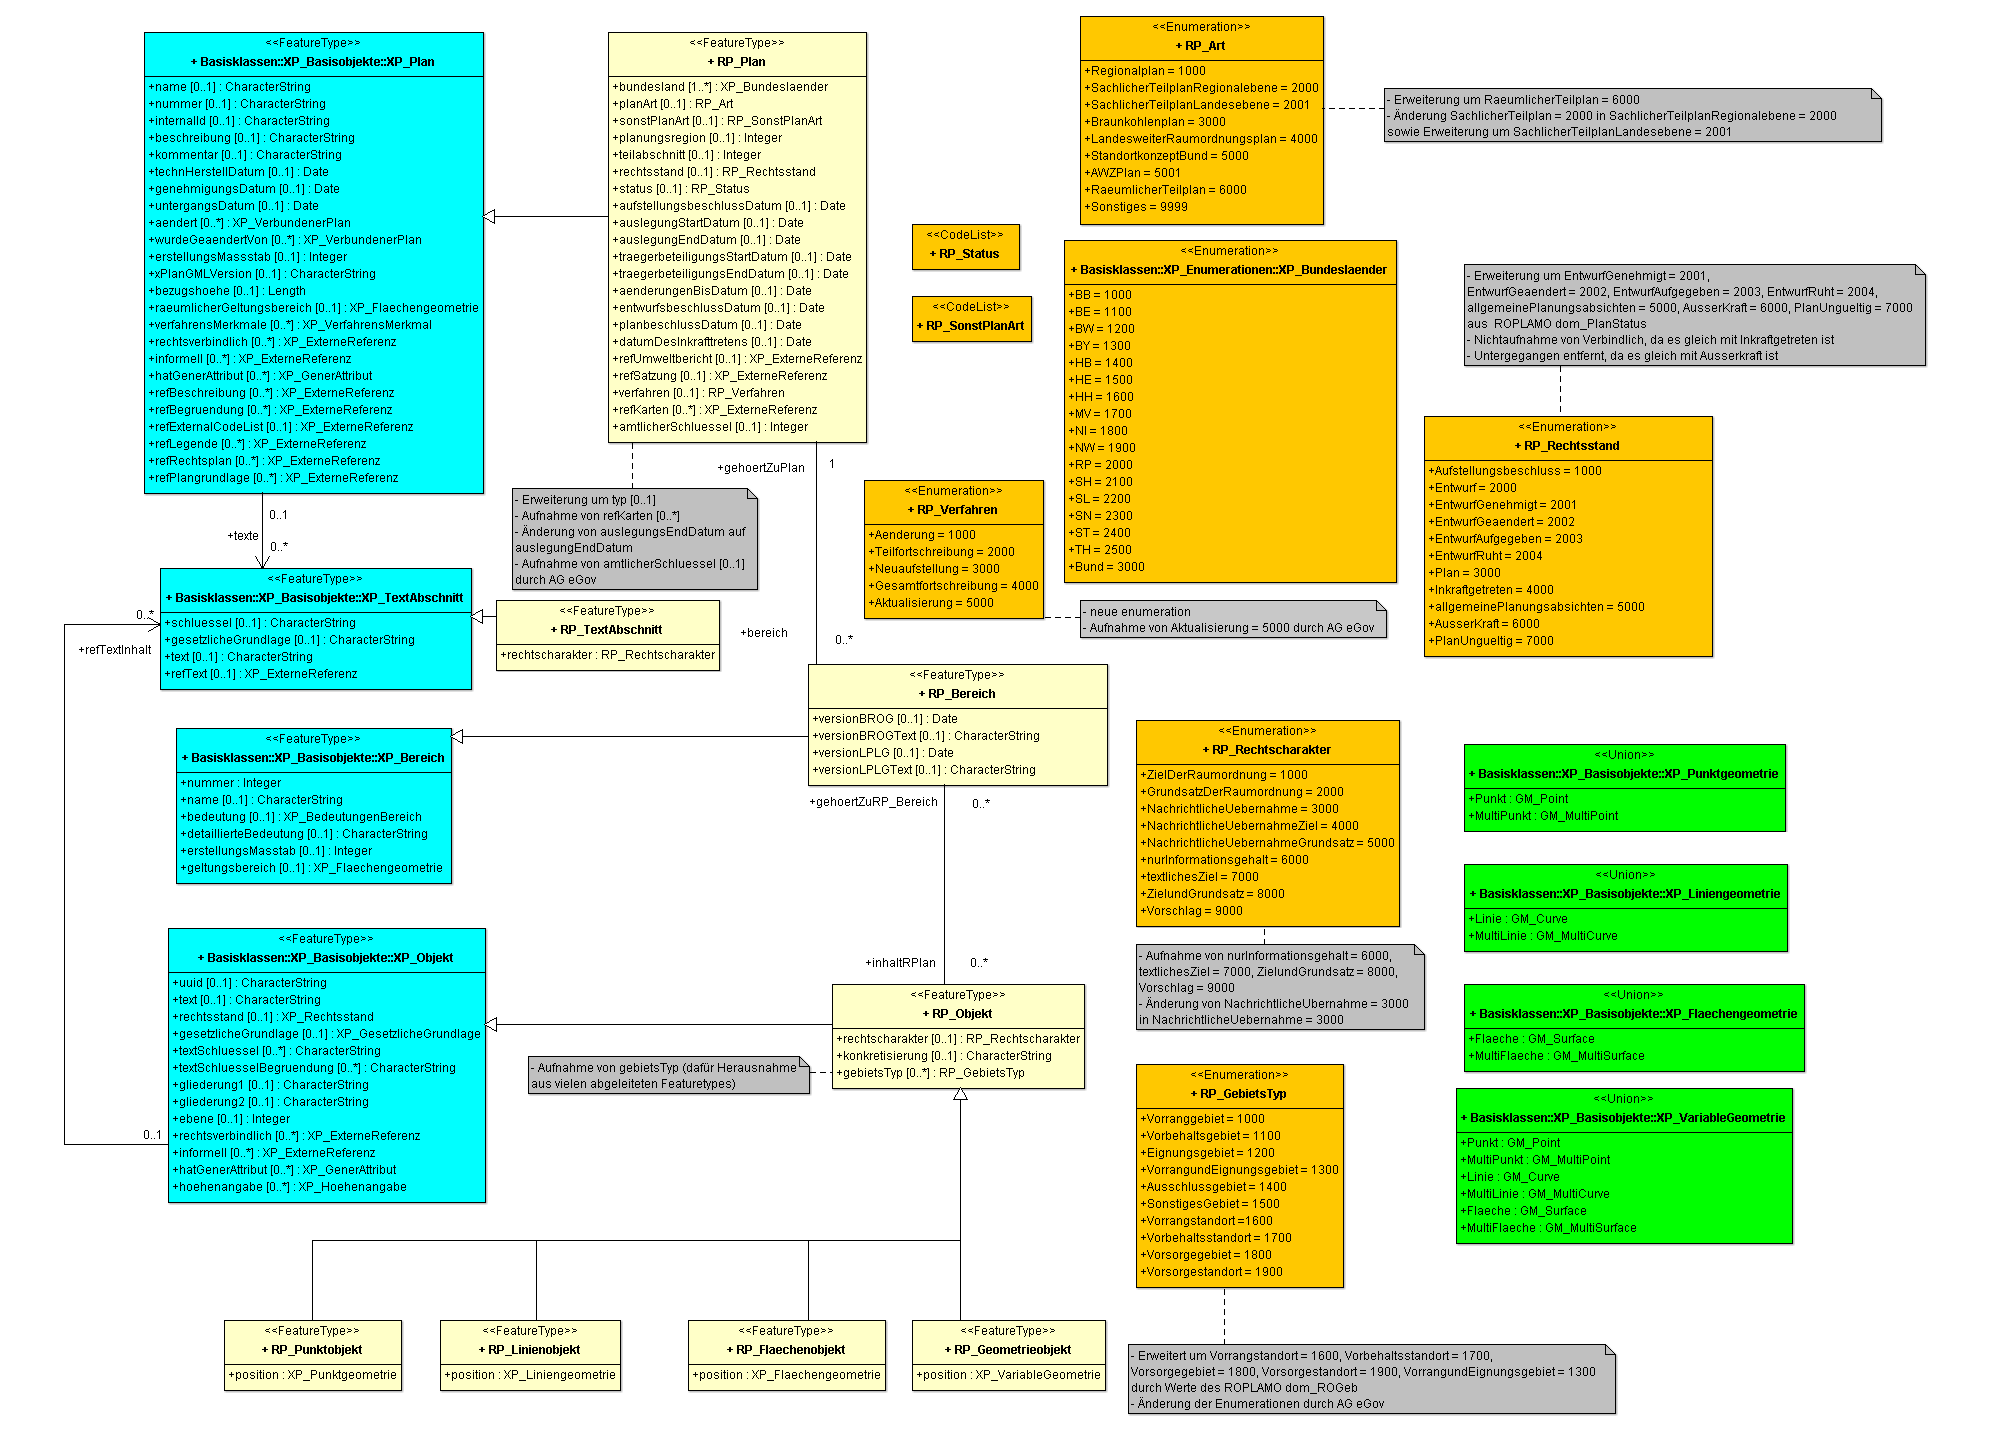 <<FeatureType>>
+ Basisklassen::XP_Basisobjekte::XP_Plan
+name [0..1] : CharacterString
+nummer [0..1] : CharacterString
+internalId [0..1] : CharacterString
+beschreibung [0..1] : CharacterString
+kommentar [0..1] : CharacterString
+technHerstellDatum [0..1] : Date
+genehmigungsDatum [0..1] : Date
+untergangsDatum [0..1] : Date
+aendert [0..*] : XP_VerbundenerPlan
+wurdeGeaendertVon [0..*] : XP_VerbundenerPlan
+erstellungsMassstab [0..1] : Integer
+xPlanGMLVersion [0..1] : CharacterString
+bezugshoehe [0..1] : Length
+raeumlicherGeltungsbereich [0..1] : XP_Flaechengeometrie
+verfahrensMerkmale [0..*] : XP_VerfahrensMerkmal
+rechtsverbindlich [0..*] : XP_ExterneReferenz
+informell [0..*] : XP_ExterneReferenz
+hatGenerAttribut [0..*] : XP_GenerAttribut
+refBeschreibung [0..*] : XP_ExterneReferenz
+refBegruendung [0..*] : XP_ExterneReferenz
+refExternalCodeList [0..1] : XP_ExterneReferenz
+refLegende [0..*] : XP_ExterneReferenz
+refRechtsplan [0..*] : XP_ExterneReferenz
+refPlangrundlage [0..*] : XP_ExterneReferenz
<<FeatureType>>
+ RP_Plan
+bundesland [1..*] : XP_Bundeslaender
+planArt [0..1] : RP_Art
+sonstPlanArt [0..1] : RP_SonstPlanArt
+planungsregion [0..1] : Integer
+teilabschnitt [0..1] : Integer
+rechtsstand [0..1] : RP_Rechtsstand
+status [0..1] : RP_Status
+aufstellungsbeschlussDatum [0..1] : Date
+auslegungStartDatum [0..1] : Date
+auslegungEndDatum [0..1] : Date
+traegerbeteiligungsStartDatum [0..1] : Date
+traegerbeteiligungsEndDatum [0..1] : Date
+aenderungenBisDatum [0..1] : Date
+entwurfsbeschlussDatum [0..1] : Date
+planbeschlussDatum [0..1] : Date
+datumDesInkrafttretens [0..1] : Date
+refUmweltbericht [0..1] : XP_ExterneReferenz
+refSatzung [0..1] : XP_ExterneReferenz
+verfahren [0..1] : RP_Verfahren
+refKarten [0..*] : XP_ExterneReferenz
+amtlicherSchluessel [0..1] : Integer
<<Enumeration>>
+ RP_Art
+Regionalplan = 1000
+SachlicherTeilplanRegionalebene = 2000
+SachlicherTeilplanLandesebene = 2001
+Braunkohlenplan = 3000
+LandesweiterRaumordnungsplan = 4000
+StandortkonzeptBund = 5000
+AWZPlan = 5001
+RaeumlicherTeilplan = 6000
+Sonstiges = 9999
- Erweiterung um RaeumlicherTeilplan = 6000
- Änderung SachlicherTeilplan = 2000 in SachlicherTeilplanRegionalebene = 2000
sowie Erweiterung um SachlicherTeilplanLandesebene = 2001
<<CodeList>>
+ RP_Status
<<CodeList>>
+ RP_SonstPlanArt
<<Enumeration>>
+ Basisklassen::XP_Enumerationen::XP_Bundeslaender
+BB = 1000
+BE = 1100
+BW = 1200
+BY = 1300
+HB = 1400
+HE = 1500
+HH = 1600
+MV = 1700
+NI = 1800
+NW = 1900
+RP = 2000
+SH = 2100
+SL = 2200
+SN = 2300
+ST = 2400
+TH = 2500
+Bund = 3000
- Erweiterung um EntwurfGenehmigt = 2001,
EntwurfGeaendert = 2002, EntwurfAufgegeben = 2003, EntwurfRuht = 2004,
allgemeinePlanungsabsichten = 5000, AusserKraft = 6000, PlanUngueltig = 7000
aus ROPLAMO dom_PlanStatus
- Nichtaufnahme von Verbindlich, da es gleich mit Inkraftgetreten ist
- Untergegangen entfernt, da es gleich mit Ausserkraft ist
<<Enumeration>>
+ RP_Rechtsstand
+Aufstellungsbeschluss = 1000
+Entwurf = 2000
+EntwurfGenehmigt = 2001
+EntwurfGeaendert = 2002
+EntwurfAufgegeben = 2003
+EntwurfRuht = 2004
+Plan = 3000
+Inkraftgetreten = 4000
+allgemeinePlanungsabsichten = 5000
+AusserKraft = 6000
+PlanUngueltig = 7000
+gehoertZuPlan
1
- Erweiterung um typ [0..1]
- Aufnahme von refKarten [0..*]
- Änderung von auslegungsEndDatum auf
auslegungEndDatum
- Aufnahme von amtlicherSchluessel [0..1]
durch AG eGov
<<Enumeration>>
+ RP_Verfahren
+Aenderung = 1000
+Teilfortschreibung = 2000
+Neuaufstellung = 3000
+Gesamtfortschreibung = 4000
+Aktualisierung = 5000
- neue enumeration
- Aufnahme von Aktualisierung = 5000 durch AG eGov
0..1
+texte
0..*
<<FeatureType>>
+ Basisklassen::XP_Basisobjekte::XP_TextAbschnitt
+schluessel [0..1] : CharacterString
+gesetzlicheGrundlage [0..1] : CharacterString
+text [0..1] : CharacterString
+refText [0..1] : XP_ExterneReferenz
0..*
+refTextInhalt
<<FeatureType>>
+ RP_TextAbschnitt
+rechtscharakter : RP_Rechtscharakter
+bereich
0..*
<<FeatureType>>
+ RP_Bereich
+versionBROG [0..1] : Date
+versionBROGText [0..1] : CharacterString
+versionLPLG [0..1] : Date
+versionLPLGText [0..1] : CharacterString
<<FeatureType>>
+ Basisklassen::XP_Basisobjekte::XP_Bereich
+nummer : Integer
+name [0..1] : CharacterString
+bedeutung [0..1] : XP_BedeutungenBereich
+detaillierteBedeutung [0..1] : CharacterString
+erstellungsMasstab [0..1] : Integer
+geltungsbereich [0..1] : XP_Flaechengeometrie
+gehoertZuRP_Bereich
0..*
<<Enumeration>>
+ RP_Rechtscharakter
+ZielDerRaumordnung = 1000
+GrundsatzDerRaumordnung = 2000
+NachrichtlicheUebernahme = 3000
+NachrichtlicheUebernahmeZiel = 4000
+NachrichtlicheUebernahmeGrundsatz = 5000
+nurInformationsgehalt = 6000
+textlichesZiel = 7000
+ZielundGrundsatz = 8000
+Vorschlag = 9000
- Aufnahme von nurInformationsgehalt = 6000,
textlichesZiel = 7000, ZielundGrundsatz = 8000,
Vorschlag = 9000
- Änderung von NachrichtlicheUbernahme = 3000
in NachrichtlicheUebernahme = 3000
<<Union>>
+ Basisklassen::XP_Basisobjekte::XP_Punktgeometrie
+Punkt : GM_Point
+MultiPunkt : GM_MultiPoint
<<Union>>
+ Basisklassen::XP_Basisobjekte::XP_Liniengeometrie
+Linie : GM_Curve
+MultiLinie : GM_MultiCurve
<<Union>>
+ Basisklassen::XP_Basisobjekte::XP_Flaechengeometrie
+Flaeche : GM_Surface
+MultiFlaeche : GM_MultiSurface
<<Union>>
+ Basisklassen::XP_Basisobjekte::XP_VariableGeometrie
+Punkt : GM_Point
+MultiPunkt : GM_MultiPoint
+Linie : GM_Curve
+MultiLinie : GM_MultiCurve
+Flaeche : GM_Surface
+MultiFlaeche : GM_MultiSurface
<<FeatureType>>
+ Basisklassen::XP_Basisobjekte::XP_Objekt
+uuid [0..1] : CharacterString
+text [0..1] : CharacterString
+rechtsstand [0..1] : XP_Rechtsstand
+gesetzlicheGrundlage [0..1] : XP_GesetzlicheGrundlage
+textSchluessel [0..*] : CharacterString
+textSchluesselBegruendung [0..*] : CharacterString
+gliederung1 [0..1] : CharacterString
+gliederung2 [0..1] : CharacterString
+ebene [0..1] : Integer
+rechtsverbindlich [0..*] : XP_ExterneReferenz
+informell [0..*] : XP_ExterneReferenz
+hatGenerAttribut [0..*] : XP_GenerAttribut
+hoehenangabe [0..*] : XP_Hoehenangabe
0..1
+inhaltRPlan
0..*
<<FeatureType>>
+ RP_Objekt
+rechtscharakter [0..1] : RP_Rechtscharakter
+konkretisierung [0..1] : CharacterString
+gebietsTyp [0..*] : RP_GebietsTyp
- Aufnahme von gebietsTyp (dafür Herausnahme
aus vielen abgeleiteten Featuretypes)
<<Enumeration>>
+ RP_GebietsTyp
+Vorranggebiet = 1000
+Vorbehaltsgebiet = 1100
+Eignungsgebiet = 1200
+VorrangundEignungsgebiet = 1300
+Ausschlussgebiet = 1400
+SonstigesGebiet = 1500
+Vorrangstandort =1600
+Vorbehaltsstandort = 1700
+Vorsorgegebiet = 1800
+Vorsorgestandort = 1900
- Erweitert um Vorrangstandort = 1600, Vorbehaltsstandort = 1700,
Vorsorgegebiet = 1800, Vorsorgestandort = 1900, VorrangundEignungsgebiet = 1300
durch Werte des ROPLAMO dom_ROGeb
- Änderung der Enumerationen durch AG eGov
<<FeatureType>>
+ RP_Punktobjekt
+position : XP_Punktgeometrie
<<FeatureType>>
+ RP_Linienobjekt
+position : XP_Liniengeometrie
<<FeatureType>>
+ RP_Flaechenobjekt
+position : XP_Flaechengeometrie
<<FeatureType>>
+ RP_Geometrieobjekt
+position : XP_VariableGeometrie